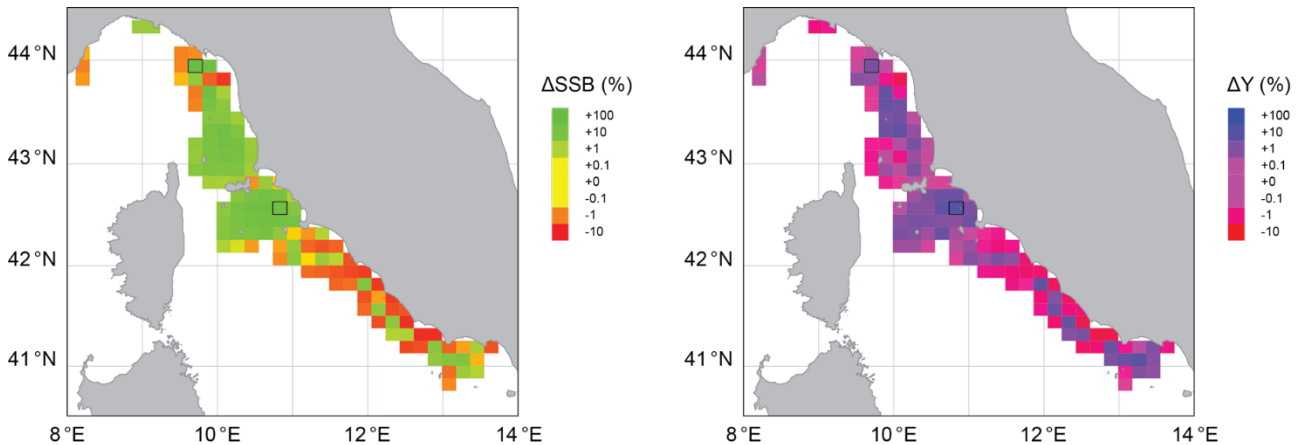 44 °N
43 °N
42 °N
41 °N
8 °E
10 °E
12 °E
14 °E
ΔSSB (%)
+100
+10
+1
+0.1
+0
-0.1
-1
-10
44 °N
43 °N
42 °N
41 °N
8 °E
10 °E
12 °E
14 °E
ΔY (%)
+100
+10
+1
+0.1
+0
-0.1
-1
-10